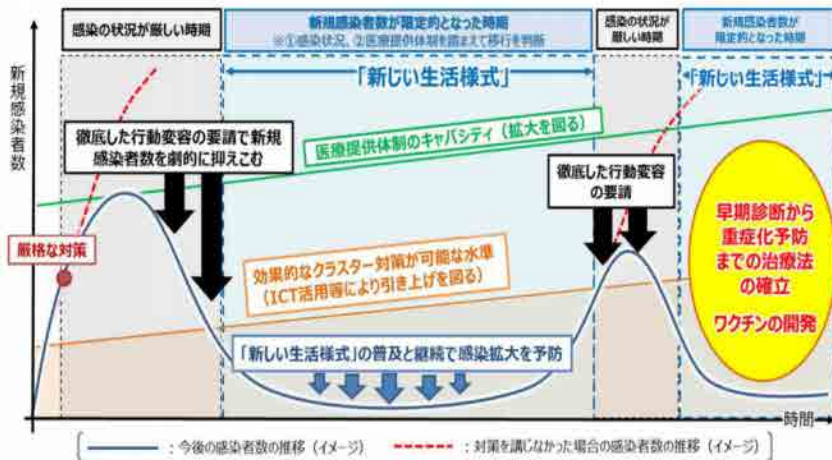 感染の状況が厳しい時期
新規感染者数が限定的となった時期
※①感染状況、②医療提供体制を踏まえて移行を判断
感染の状況が
厳しい時期
新規感染者数が
限定的となった時期
「新しい生活様式」
「新しい生活様式」
新規感染者数
徹底した行動変容の要請で新規
感染者数を劇的に抑えこむ
医療提供体制のキャパシティ（拡大を図る）
徹底した行動変容
の要請
厳格な対策
効果的なクラスター対策が可能な水準
（ICT活用等により引き上げを図る）
早期診断から
重症化予防
までの治療法
の確立
ワクチンの開発
「新しい生活様式」の普及と継続で感染拡大を予防
時間
：今後の感染者数の推移（イメージ）
：対策を講じなかった場合の感染者数の推移（イメージ）